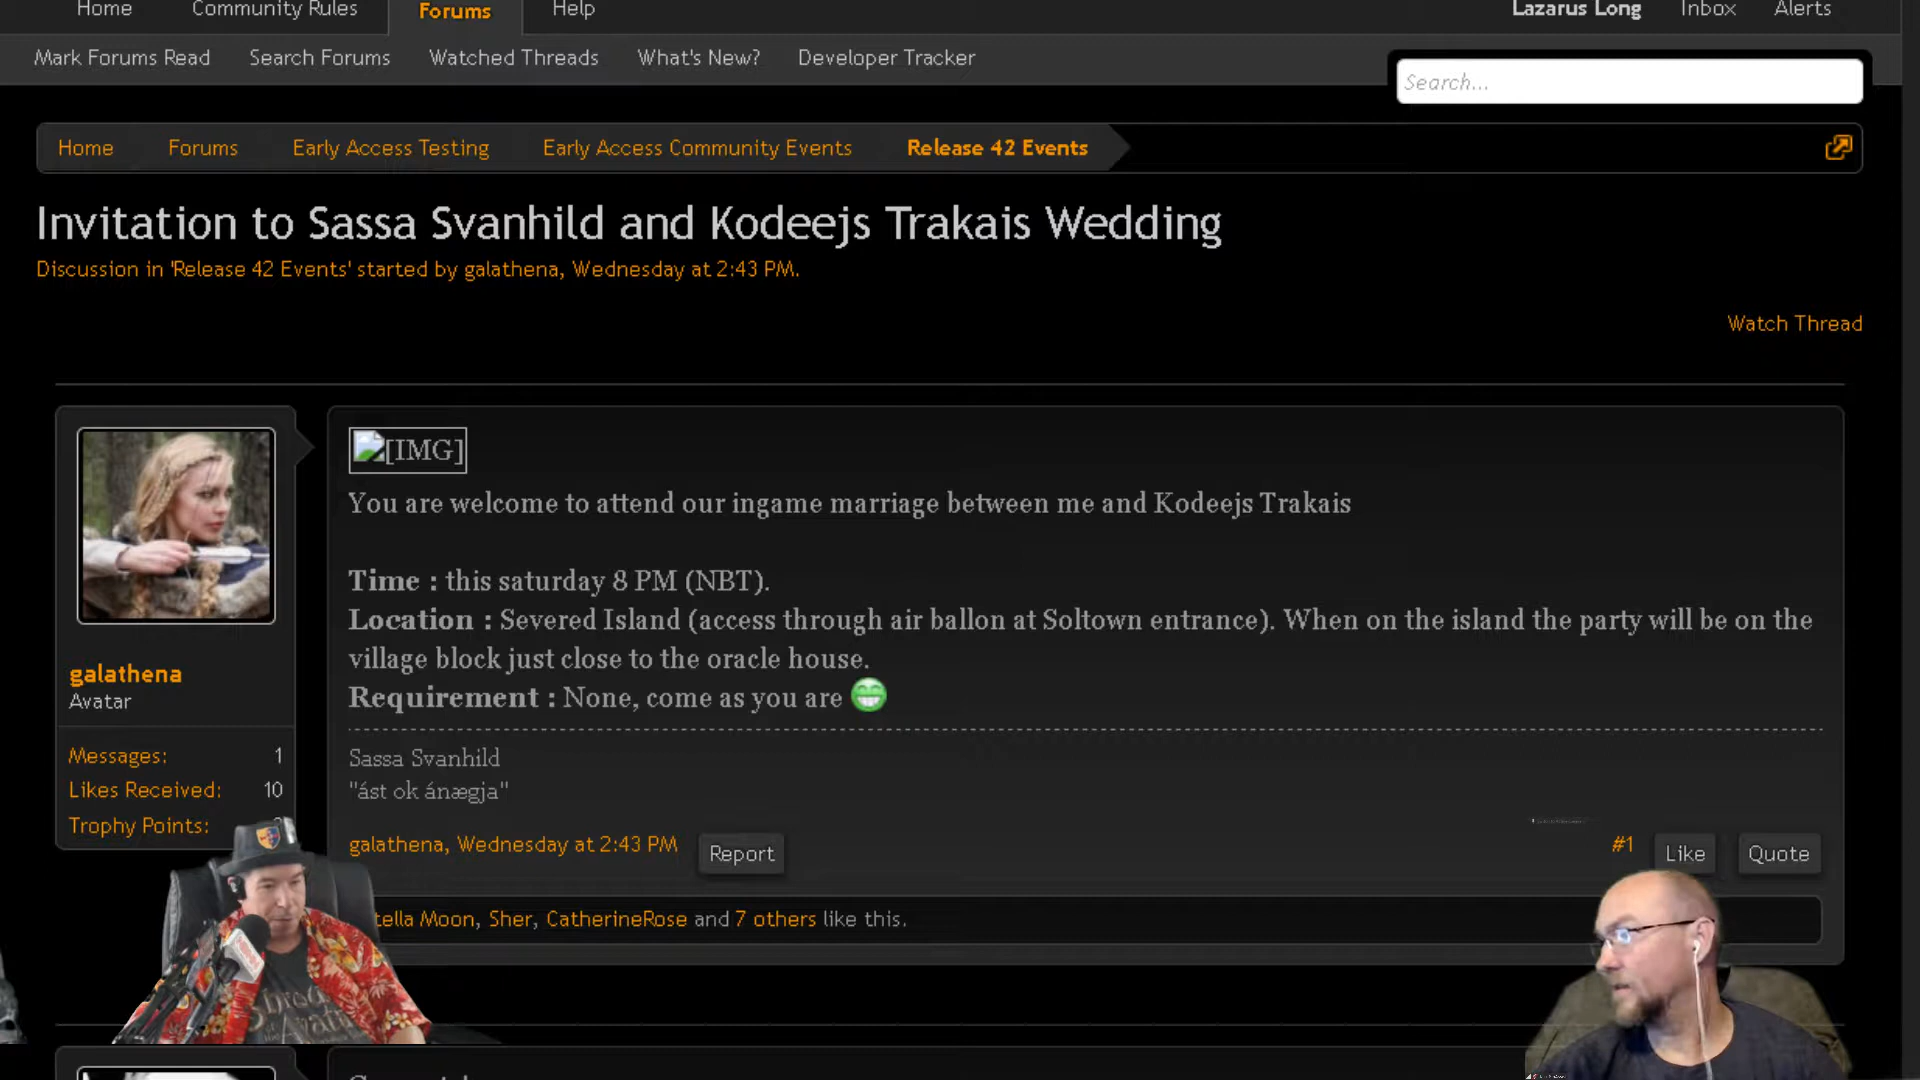 Home Community Rules Forums Help Lazarus Long Inbox Alerts
Mark Forums Read Search Forums Watched Threads What's New? Developer Tracker
Search...
Home Forums Early Access Testing Early Access Community Events Release 42 Events
Invitation to Sassa Svanhild and Kodeejs Trakais Wedding
Discussion in 'Release 42 Events' started by galathena, Wednesday at 2:43 PM.
Watch Thread
[IMG]
You are welcome to attend our ingame marriage between me and Kodeejs Trakais
Time : this saturday 8 PM (NBT).
Location : Severed Island (access through air ballon at Soltown entrance). When on the island the party will be on the
village block just close to the oracle house.
Requirement : None, come as you are
galathena
Avatar
Messages: 1
Likes Received: 10
Trophy Points:
Sassa Svanhild
"ást ok ánægja"
galathena, Wednesday at 2:43 PM Report #1 Like Quote
tella Moon, Sher, CatherineRose and 7 others like this.